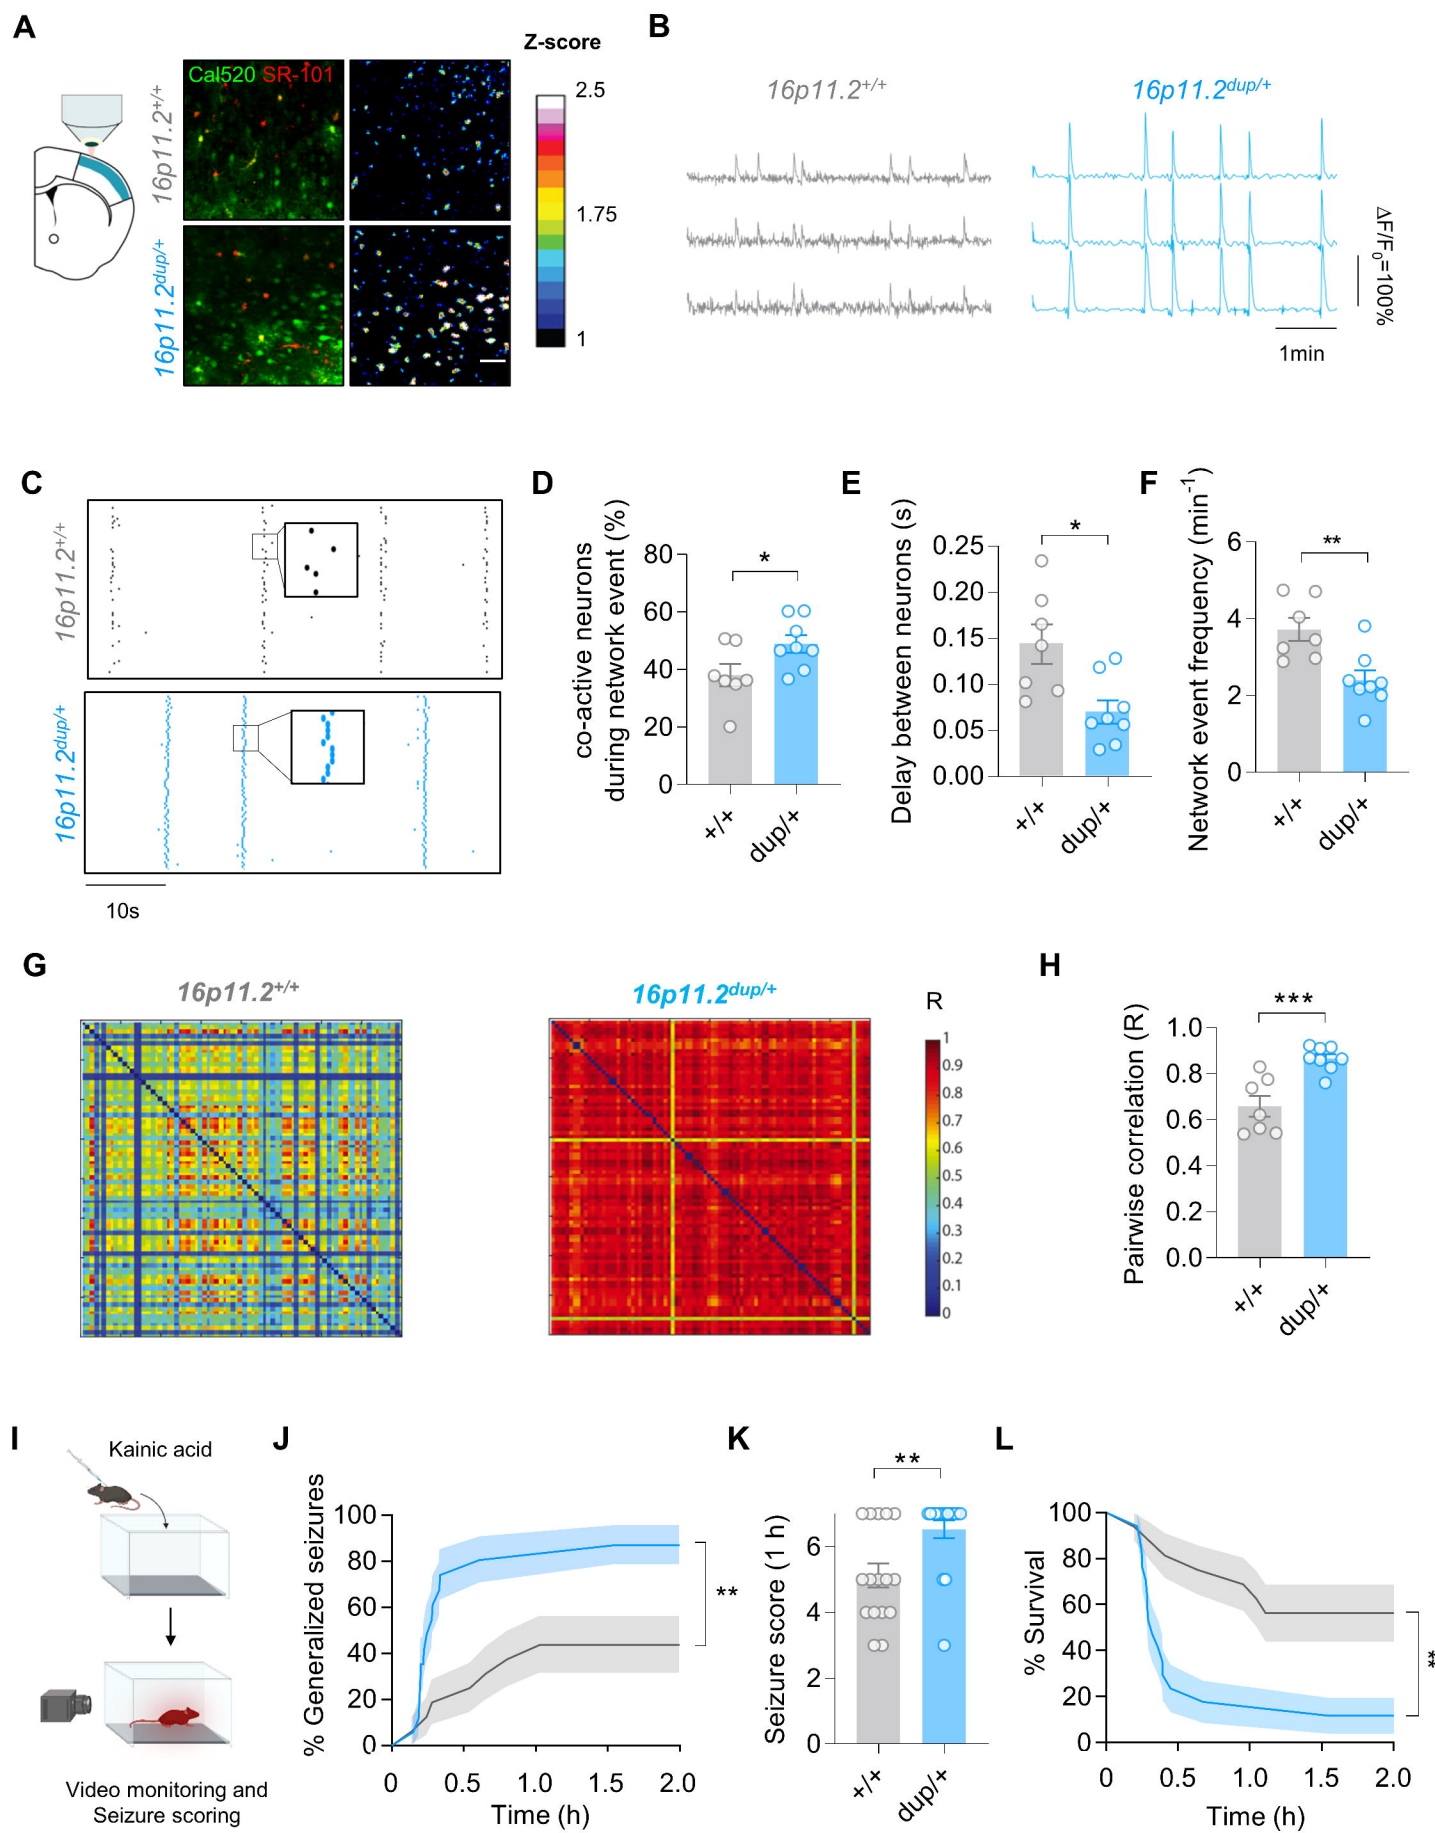 A
Z-score
Cal520 SR-101
16p11.2+/+
16p11.2dup/+
2.5
1.75
1
B
16p11.2+/+
16p11.2dup/+
ΔF/F0=100%
1min
C
16p11.2+/+
16p11.2dup/+
10s
D
co-active neurons
during network event (%)
80
60
40
20
0
*
+/+
dup/+
E
Delay between neurons (s)
0.25
0.20
0.15
0.10
0.05
0.00
*
+/+
dup/+
F
Network event frequency (min-1)
6
4
2
0
**
+/+
dup/+
G
16p11.2+/+
16p11.2dup/+
R
1
0.9
0.8
0.7
0.6
0.5
0.4
0.3
0.2
0.1
0
H
Pairwise correlation (R)
1.0
0.8
0.6
0.4
0.2
0.0
***
+/+
dup/+
I
Kainic acid
Video monitoring and
Seizure scoring
J
% Generalized seizures
100
80
60
40
20
0
**
0
0.5
1.0
1.5
2.0
Time (h)
K
Seizure score (1 h)
6
4
2
0
**
+/+
dup/+
L
% Survival
100
80
60
40
20
0
**
0
0.5
1.0
1.5
2.0
Time (h)